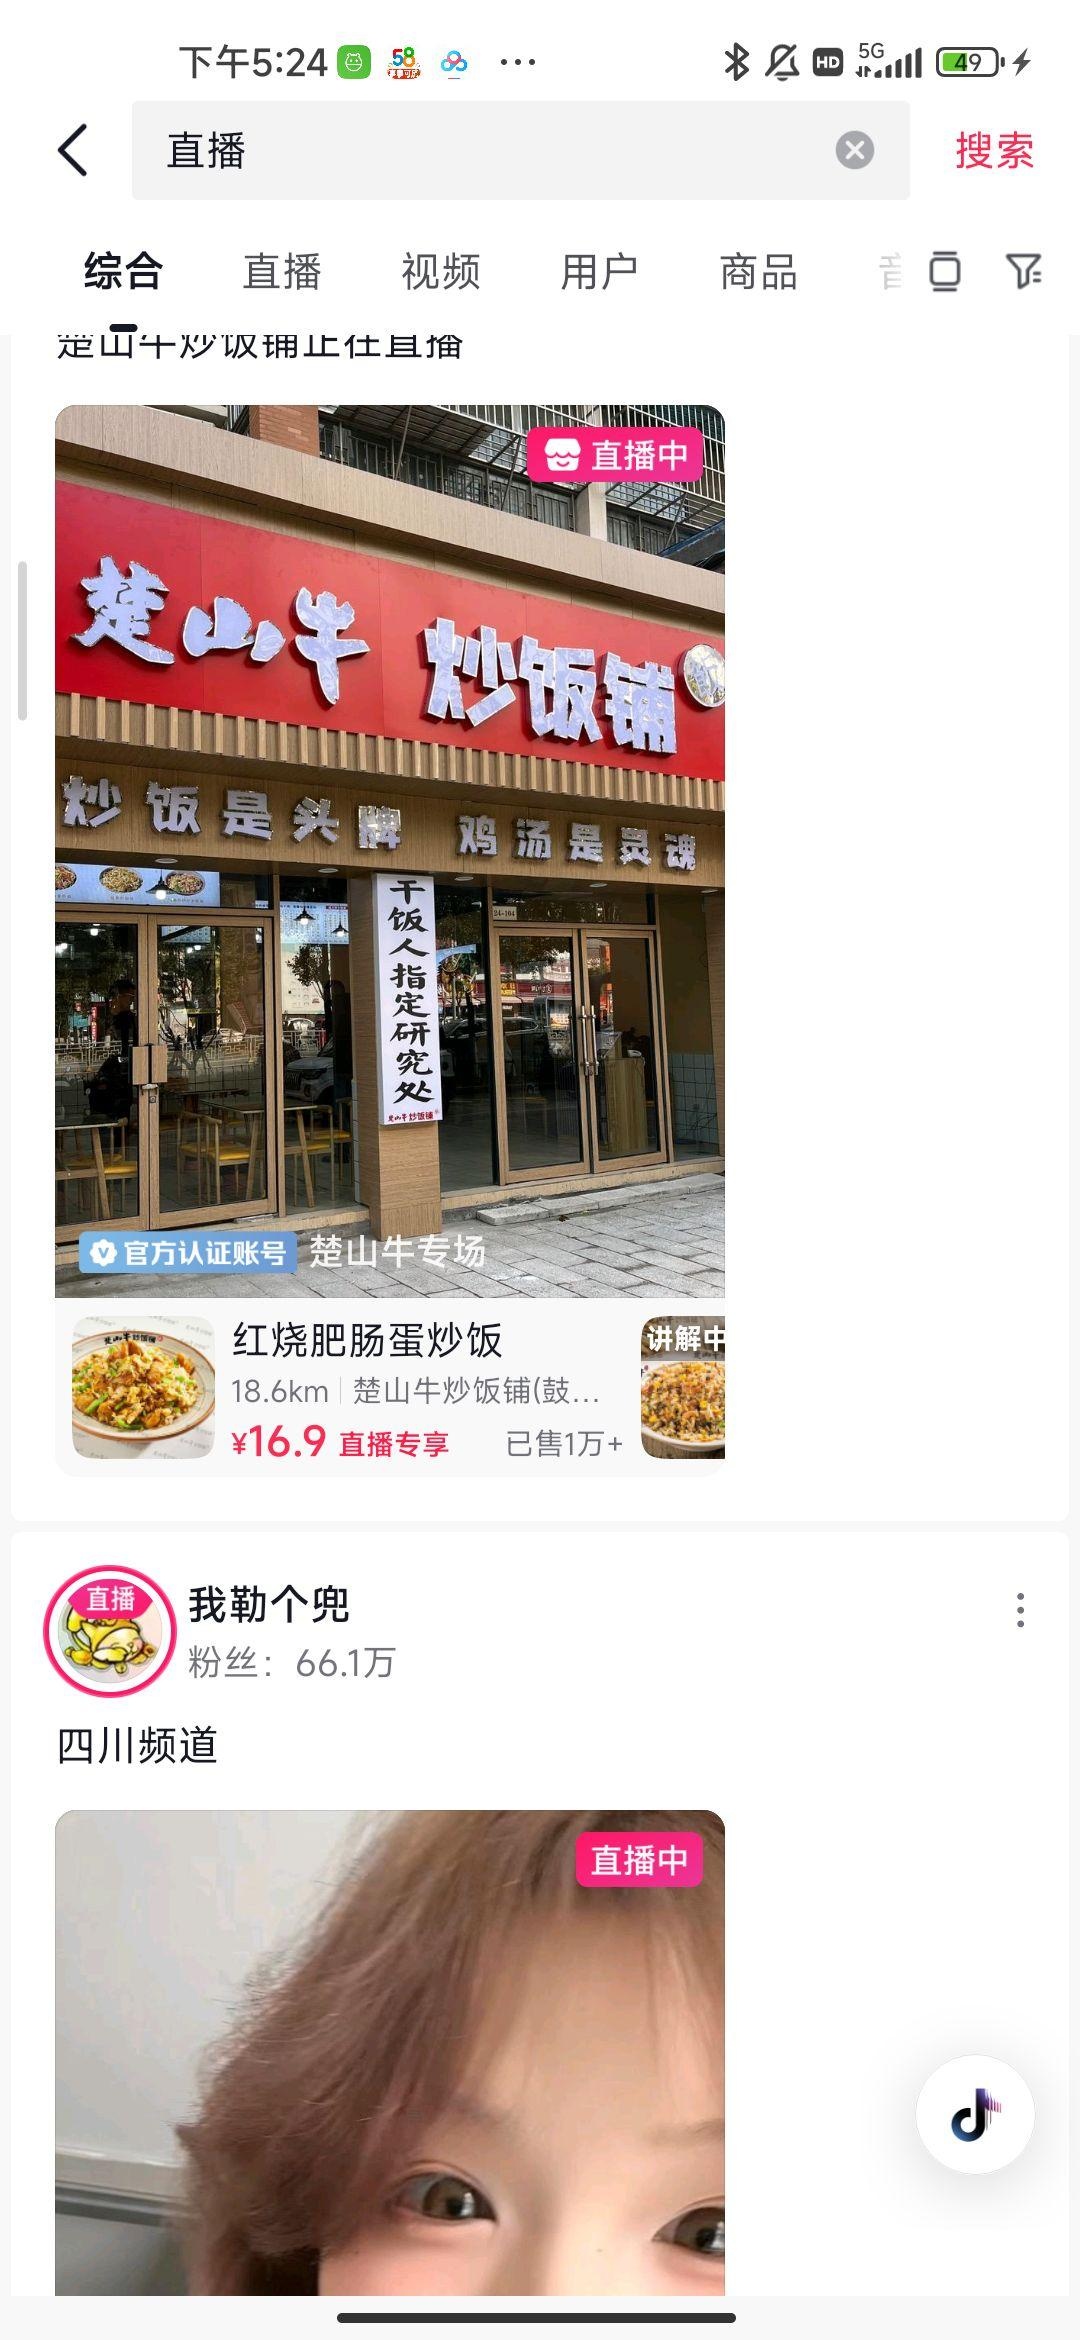 下午5:24
58
HD
5G
49
直播
搜索
综合
直播
视频
用户
商品
楚山牛炒饭铺正在直播
直播中
楚山牛 炒饭铺
炒饭是头牌 鸡汤是灵魂
24-104
干饭人指定研究处
楚山牛炒饭铺
官方认证账号
楚山牛专场
红烧肥肠蛋炒饭
18.6km
楚山牛炒饭铺(鼓...
¥16.9 直播专享
已售1万+
讲解中
直播
我勒个兜
粉丝：66.1万
四川频道
直播中